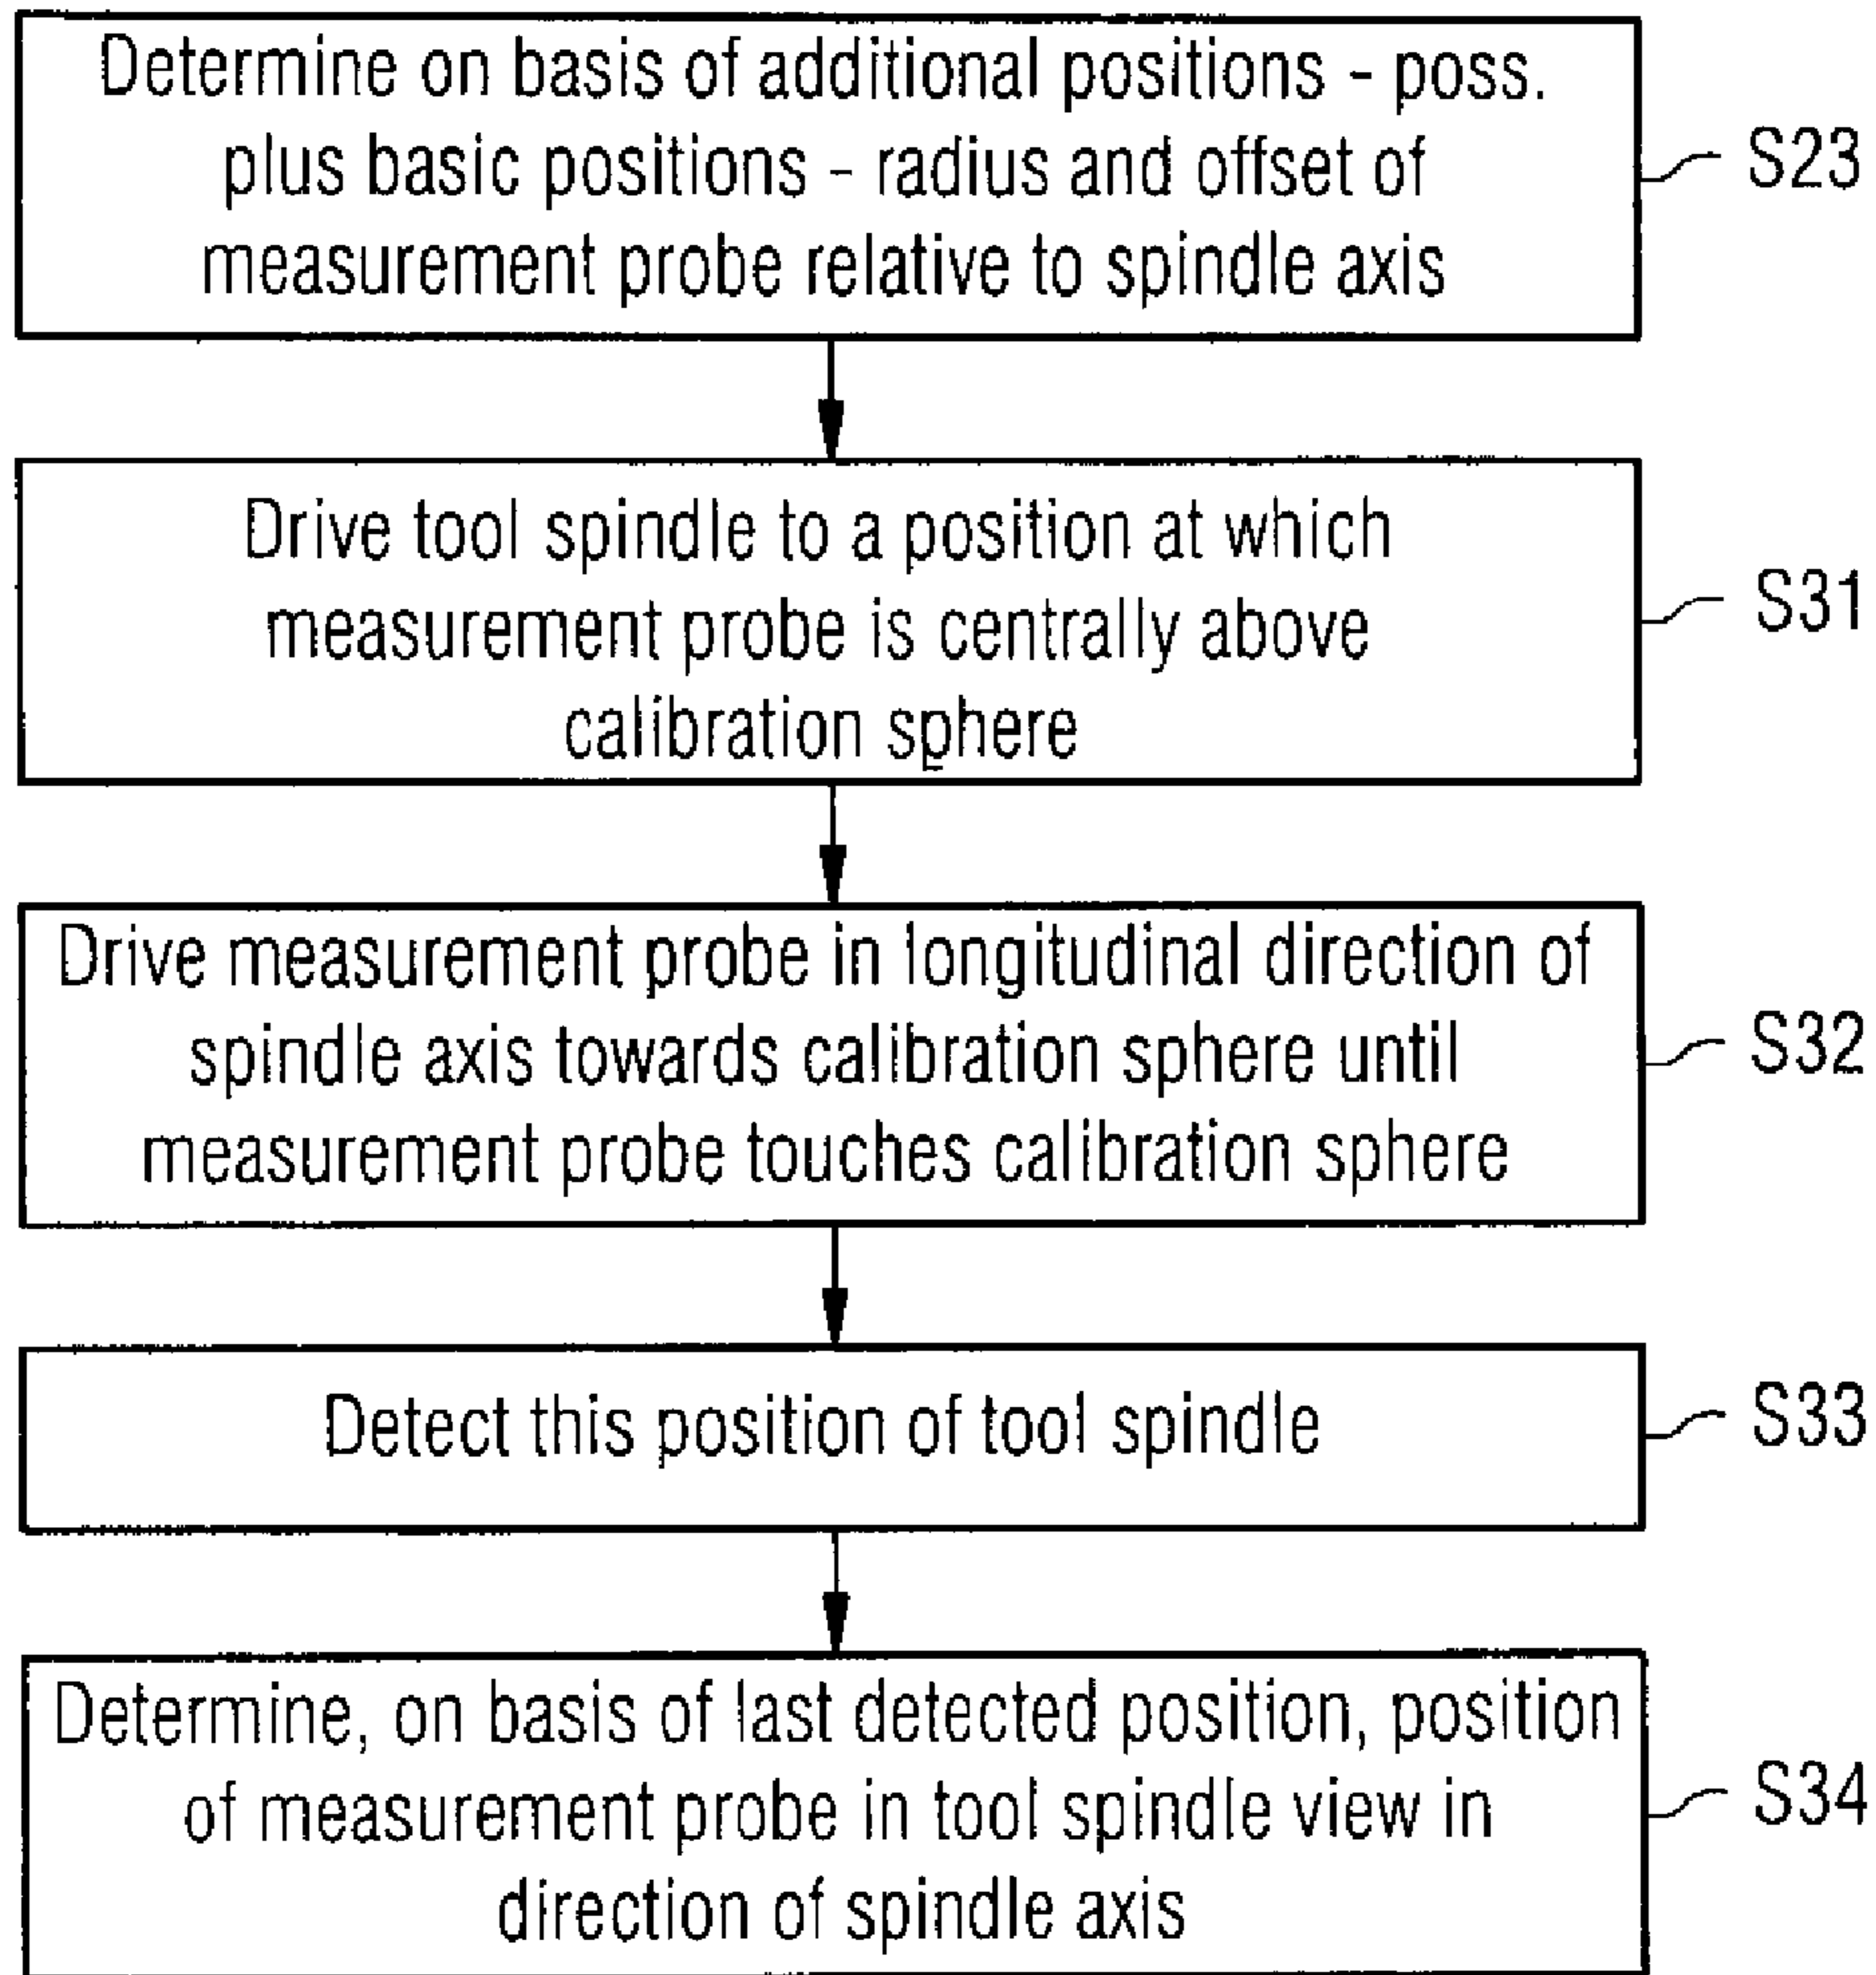 Determine on basis of additional positions - poss.
plus basic positions - radius and offset of
measurement probe relative to spindle axis
S23
Drive tool spindle to a position at which
measurement probe is centrally above
calibration sphere
S31
Drive measurement probe in longitudinal direction of
spindle axis towards calibration sphere until
measurement probe touches calibration sphere
S32
Detect this position of tool spindle
S33
Determine, on basis of last detected position, position
of measurement probe in tool spindle view in
direction of spindle axis
S34